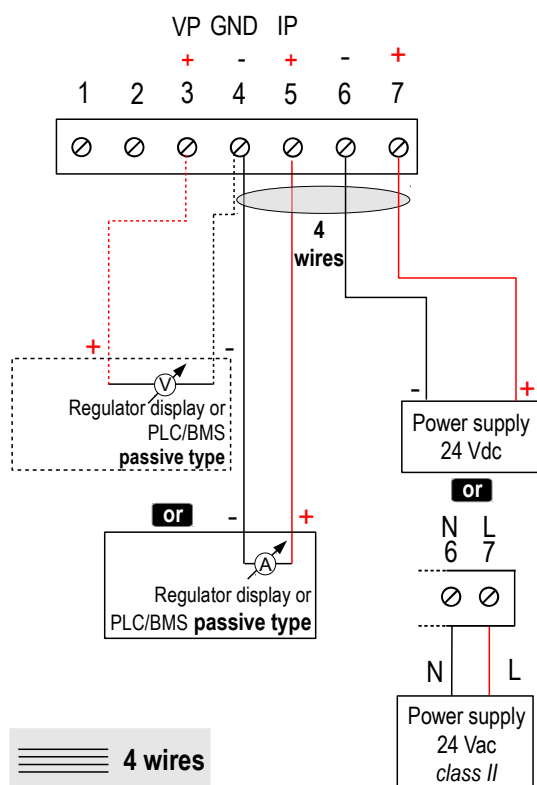 VP GND IP
+ - + - +
1 2 3 4 5 6 7
4
wires
+ -
V
Regulator display or
PLC/BMS
passive type
- +
Power supply
24 Vdc
or
or
- +
A
Regulator display or
PLC/BMS passive type
N L
6 7
N L
Power supply
24 Vac
class II
4 wires